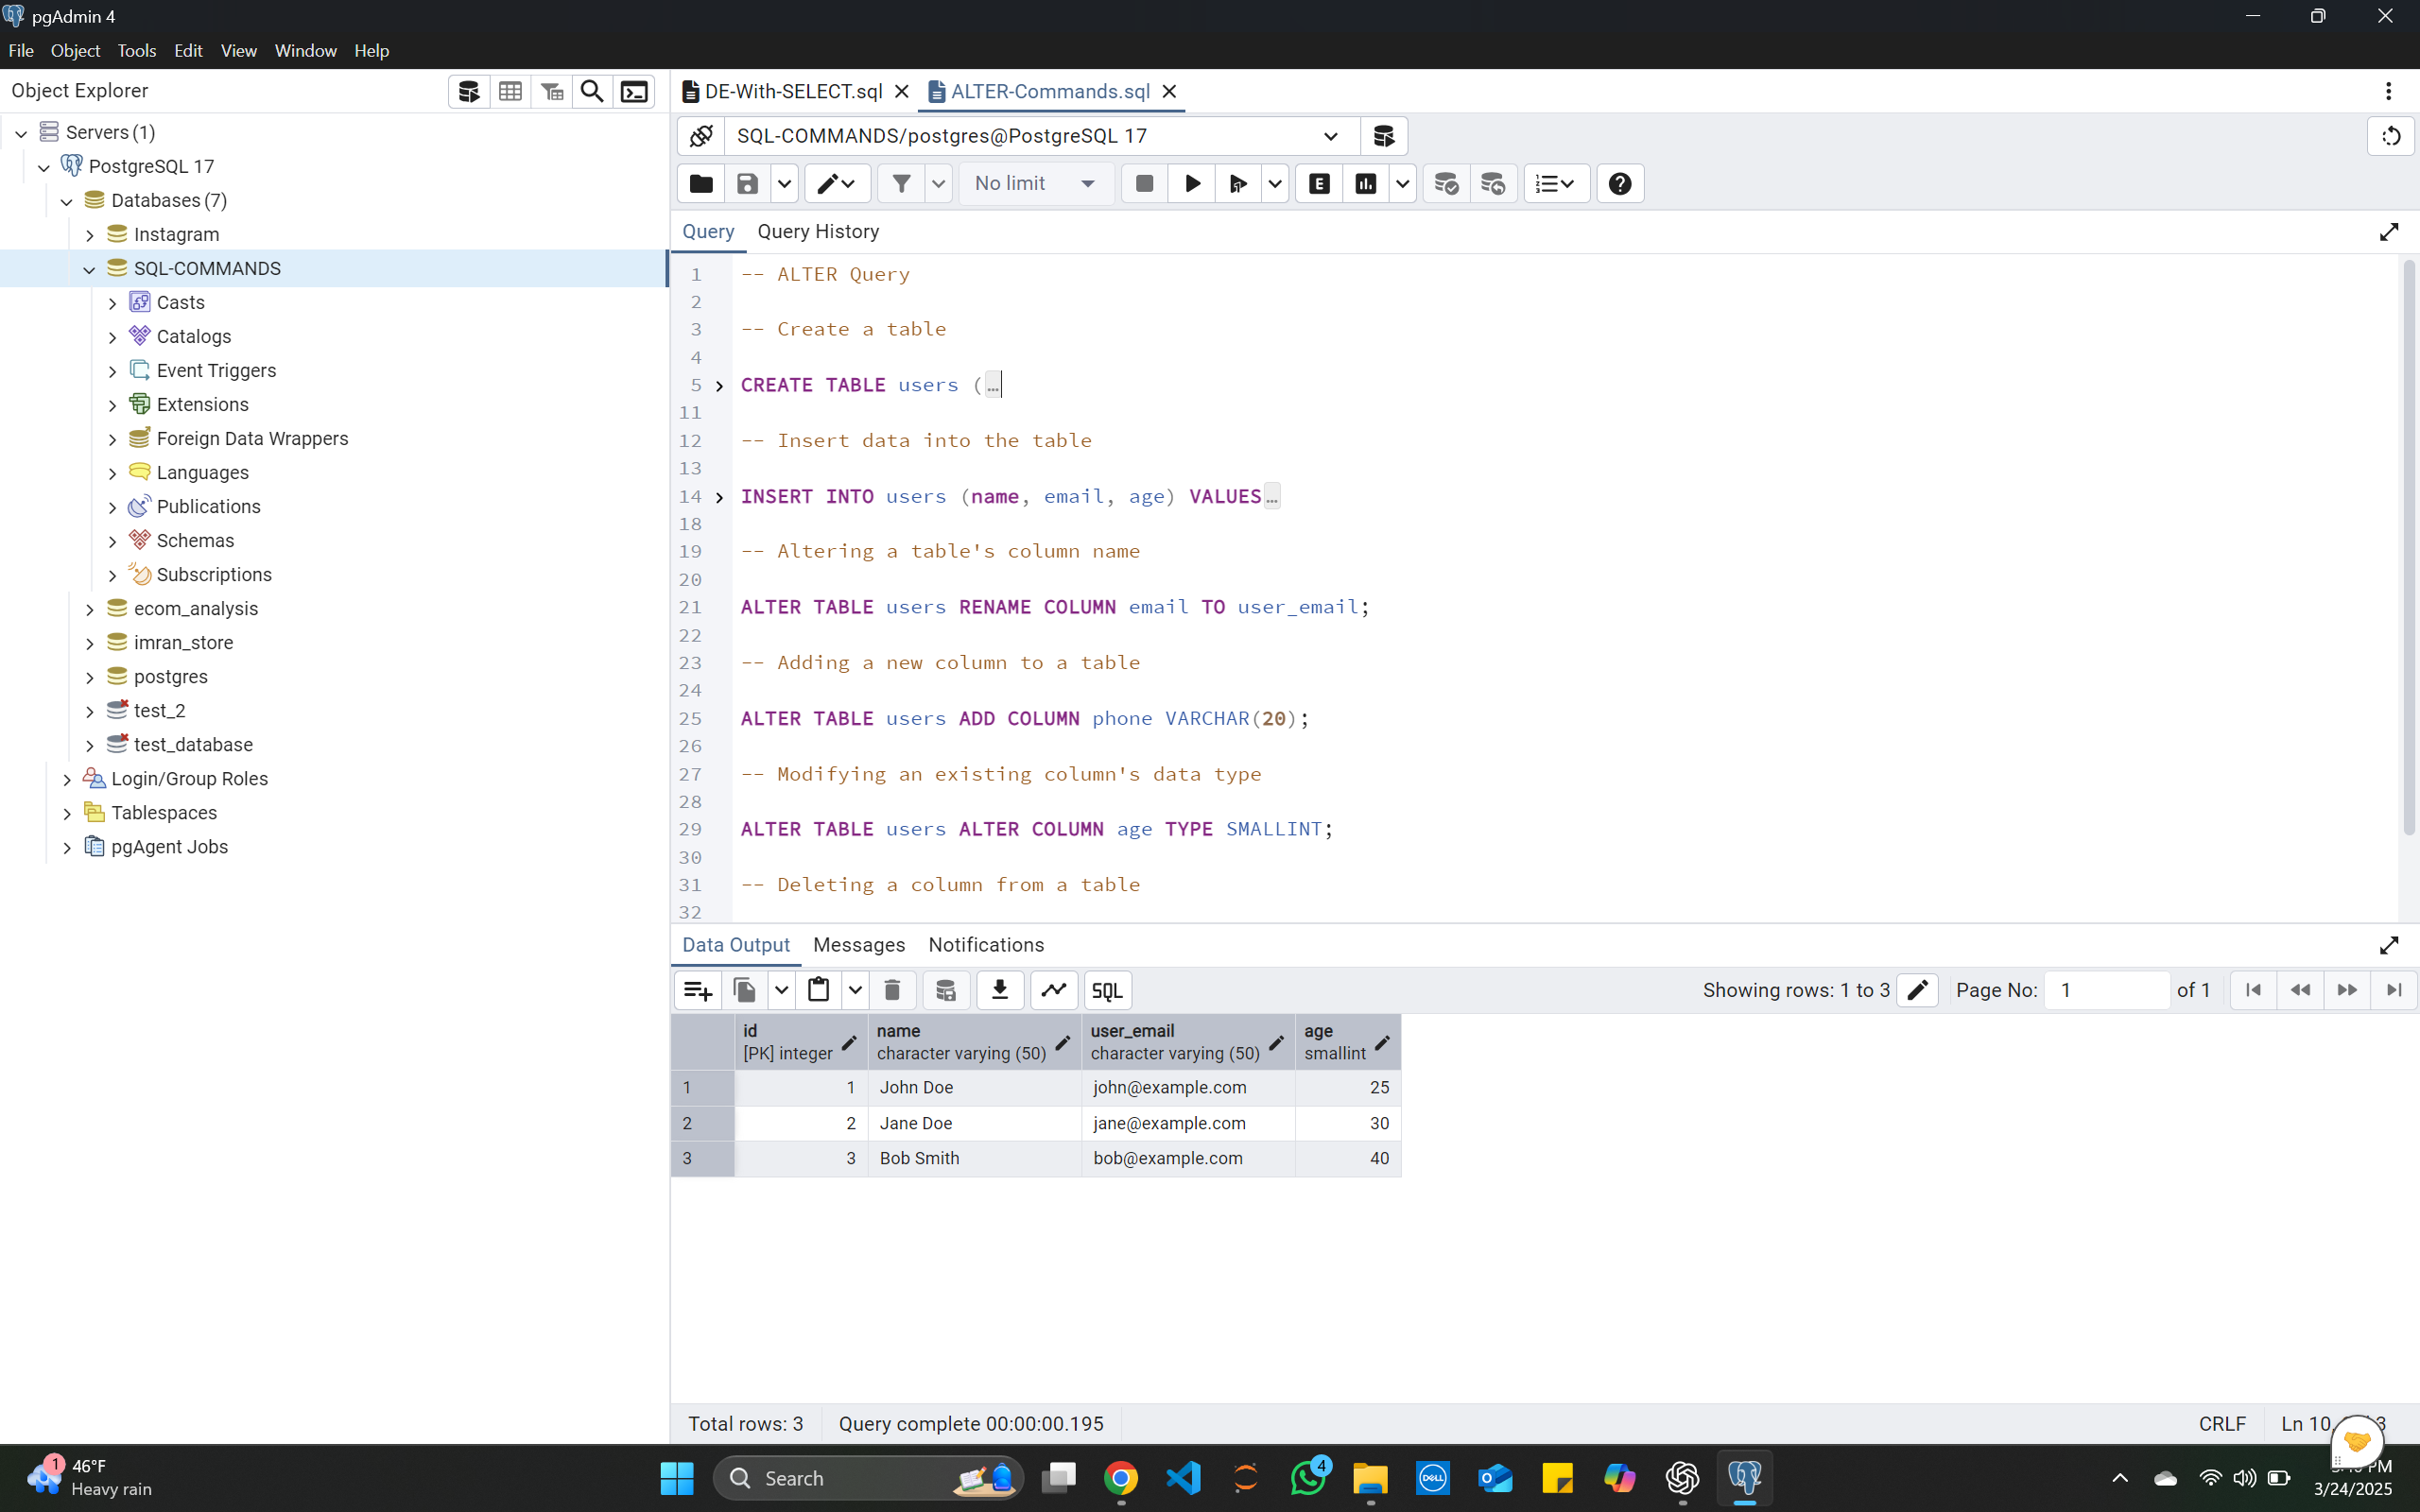 pgAdmin 4
File Object Tools Edit View Window Help
Object Explorer
Servers (1)
PostgreSQL 17
Databases (7)
Instagram
SQL-COMMANDS
Casts
Catalogs
Event Triggers
Extensions
Foreign Data Wrappers
Languages
Publications
Schemas
Subscriptions
ecom_analysis
imran_store
postgres
test_2
test_database
Login/Group Roles
Tablespaces
pgAgent Jobs
DE-With-SELECT.sql ALTER-Commands.sql
SQL-COMMANDS/postgres@PostgreSQL 17
No limit E
Query Query History
1 -- ALTER Query
2
3 -- Create a table
4
5 CREATE TABLE users (…
11
12 -- Insert data into the table
13
14 INSERT INTO users (name, email, age) VALUES…
18
19 -- Altering a table's column name
20
21 ALTER TABLE users RENAME COLUMN email TO user_email;
22
23 -- Adding a new column to a table
24
25 ALTER TABLE users ADD COLUMN phone VARCHAR(20);
26
27 -- Modifying an existing column's data type
28
29 ALTER TABLE users ALTER COLUMN age TYPE SMALLINT;
30
31 -- Deleting a column from a table
32
Data Output Messages Notifications
SQL Showing rows: 1 to 3 Page No: 1 of 1
id name user_email age
[PK] integer character varying (50) character varying (50) smallint
1 1 John Doe john@example.com 25
2 2 Jane Doe jane@example.com 30
3 3 Bob Smith bob@example.com 40
Total rows: 3 Query complete 00:00:00.195 CRLF Ln 10,
1 46°F
Heavy rain
Search
DELL
4
PM
3/24/2025